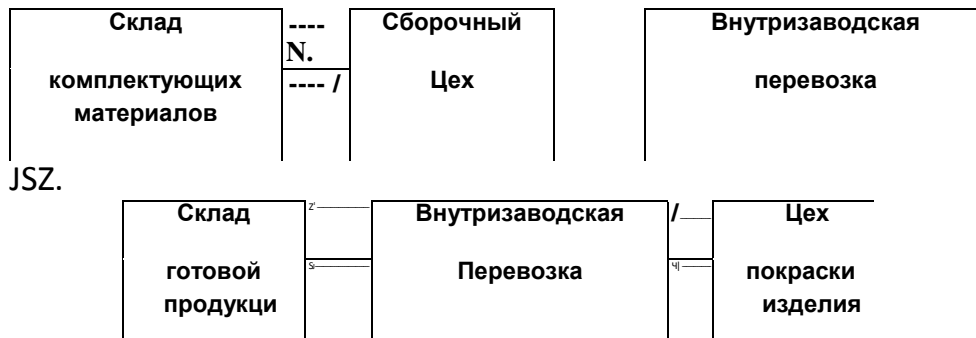 Склад ---- Сборочный Внутризаводская
N.
комплектующих ---- / Цех перевозка
материалов
JSZ.
Склад Z' Внутризаводская / Цех
готовой Перевозка Ч| покраски
продукци изделия